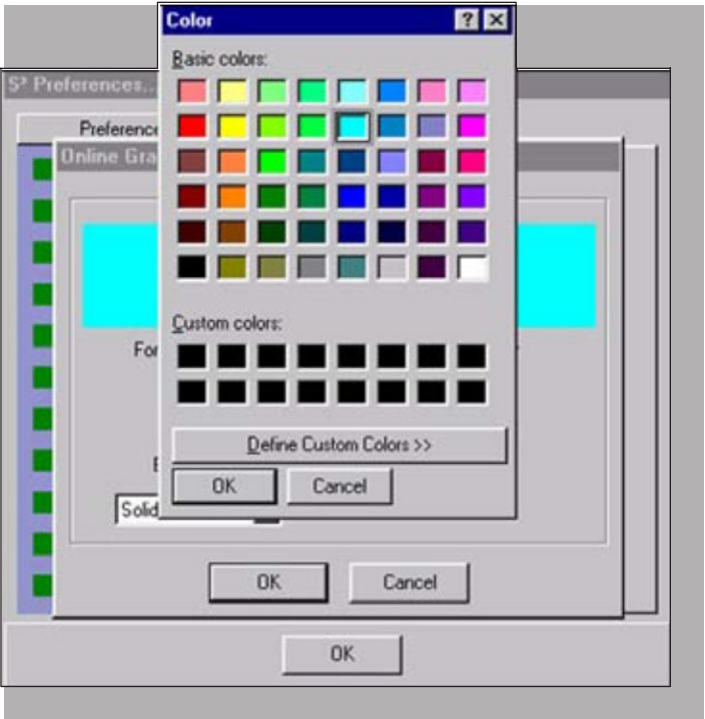 Color
Basic colors:
S³ Preferences...
Preference
Online Gra
Custom colors:
For
Define Custom Colors >>
OK Cancel
Solid
OK Cancel
OK